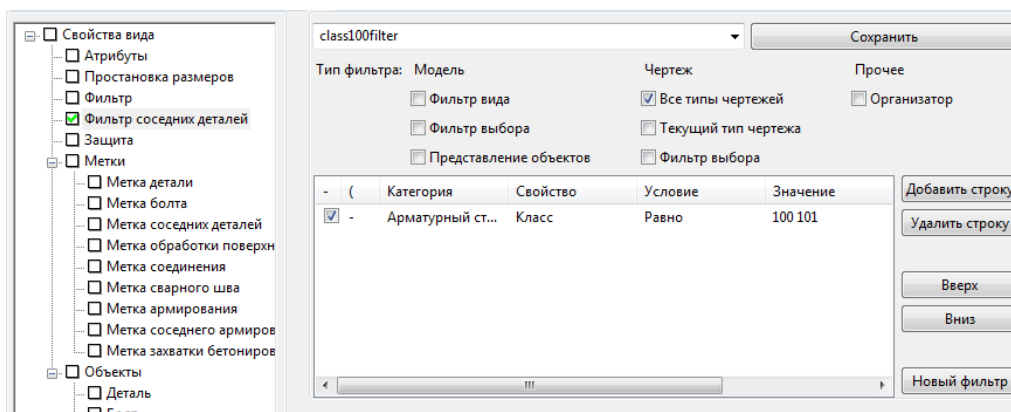 Свойства вида
Атрибуты
Простановка размеров
Фильтр
Фильтр соседних деталей
Защита
Метки
Метка детали
Метка болта
Метка соседних деталей
Метка обработки поверхн
Метка соединения
Метка сварного шва
Метка армирования
Метка соседнего армиров
Метка захватки бетониров
Объекты
Деталь
class100filter
Сохранить
Тип фильтра: Модель Чертеж Прочее
Фильтр вида Все типы чертежей Организатор
Фильтр выбора Текущий тип чертежа
Представление объектов Фильтр выбора
- ( Категория Свойство Условие Значение
- Арматурный ст... Класс Равно 100 101
Добавить строку
Удалить строку
Вверх
Вниз
Новый фильтр